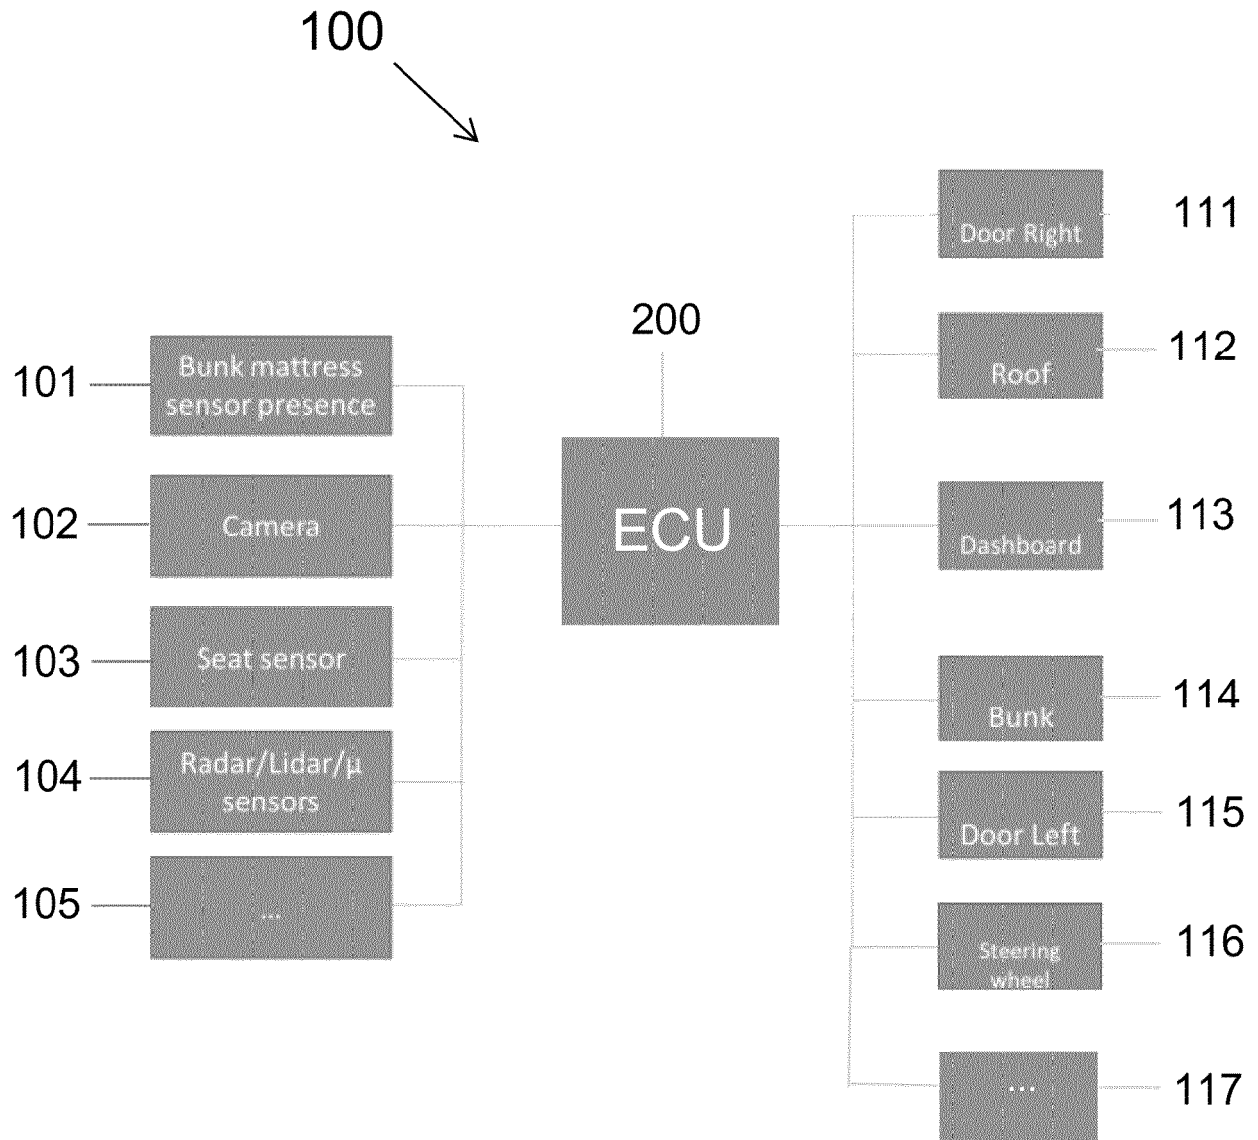 100
101
Bunk mattress
sensor presence
102
Camera
103
Seat sensor
104
Radar/Lidar/µ
sensors
105
...
200
ECU
Door Right
111
Roof
112
Dashboard
113
Bunk
114
Door Left
115
Steering
wheel
116
...
117